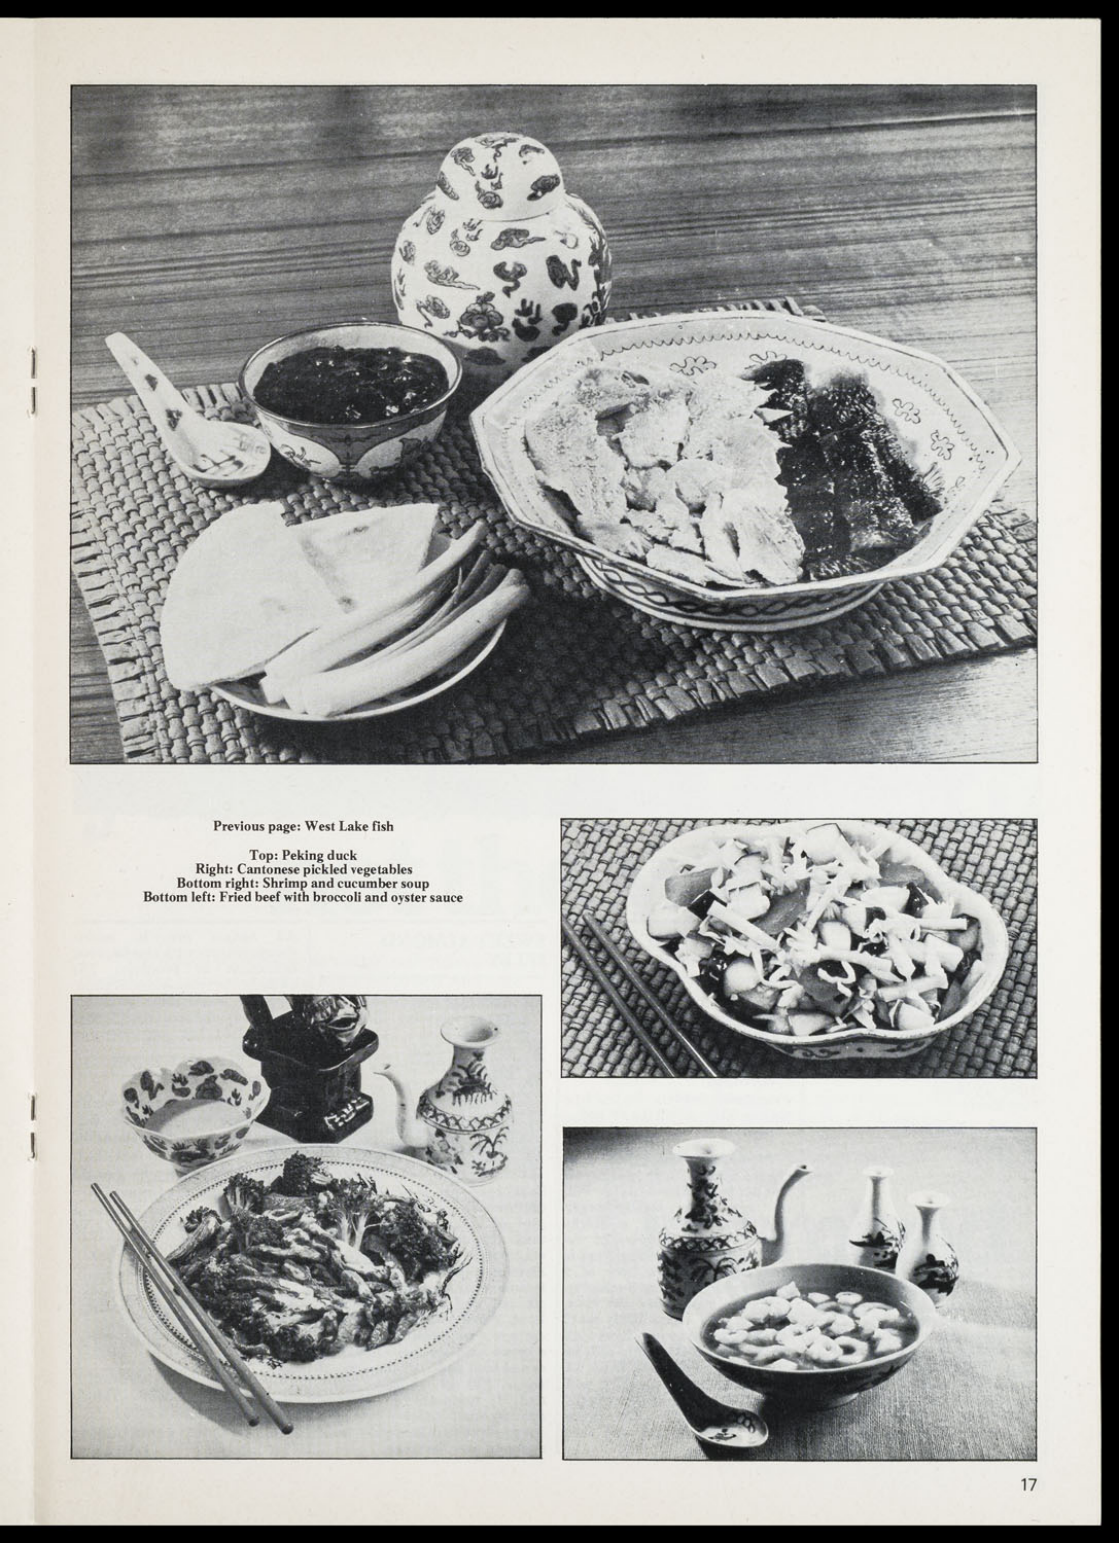 Previous page: West Lake fish
Top: Peking duck
Right: Cantonese pickled vegetables
Bottom right: Shrimp and cucumber soup
Bottom left: Fried beef with broccoli and oyster sauce
17